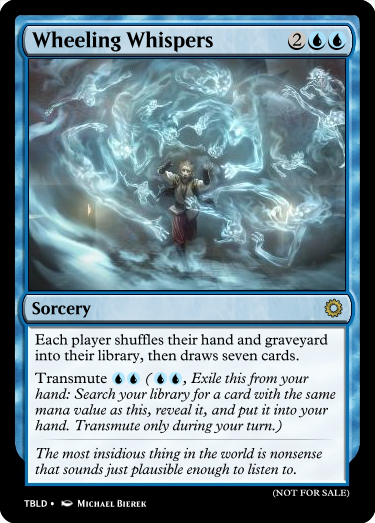 Wheeling Whispers 2
Sorcery
Each player shuffles their hand and graveyard
into their library, then draws seven cards.
Transmute ( , Exile this from your
hand: Search your library for a card with the same
mana value as this, reveal it, and put it into your
hand. Transmute only during your turn.)
The most insidious thing in the world is nonsense
that sounds just plausible enough to listen to.
(NOT FOR SALE)
TBLD • Michael Bierek